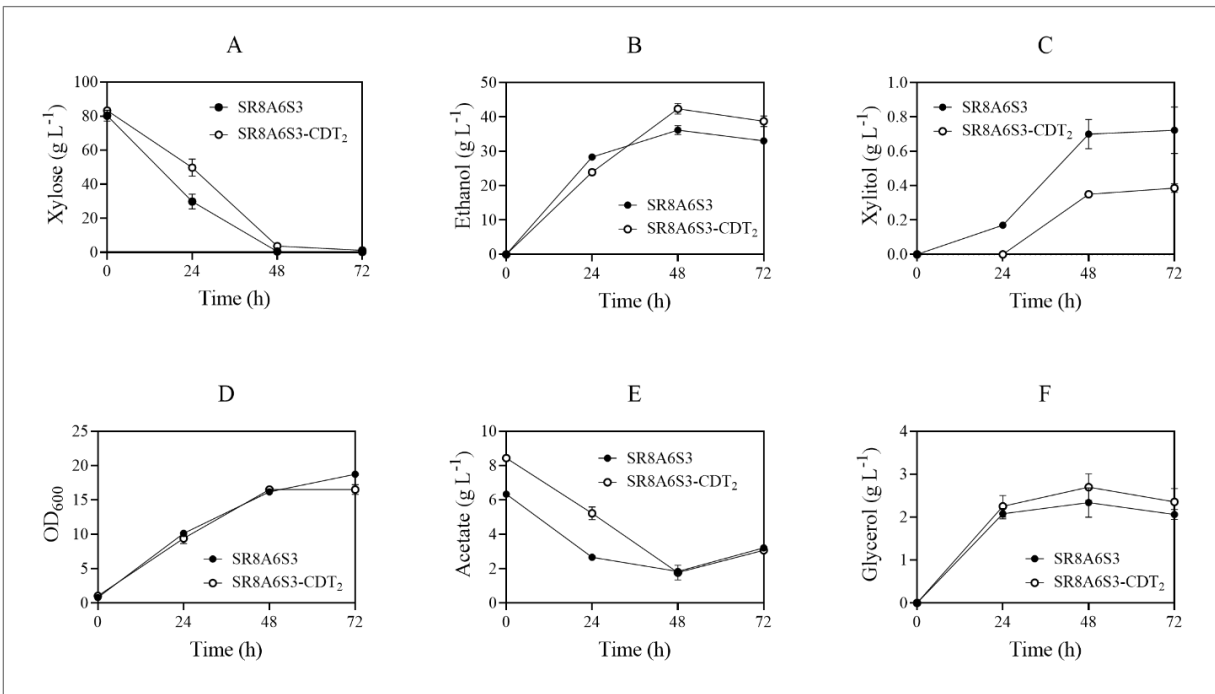 A
Xylose (g L-1)
100
80
60
40
20
0
SR8A6S3
SR8A6S3-CDT2
0 24 48 72
Time (h)
B
Ethanol (g L-1)
50
40
30
20
10
0
SR8A6S3
SR8A6S3-CDT2
0 24 48 72
Time (h)
C
Xylitol (g L-1)
1.0
0.8
0.6
0.4
0.2
0.0
SR8A6S3
SR8A6S3-CDT2
0 24 48 72
Time (h)
D
OD600
25
20
15
10
5
0
SR8A6S3
SR8A6S3-CDT2
0 24 48 72
Time (h)
E
Acetate (g L-1)
10
8
6
4
2
0
SR8A6S3
SR8A6S3-CDT2
0 24 48 72
Time (h)
F
Glycerol (g L-1)
4
3
2
1
0
SR8A6S3
SR8A6S3-CDT2
0 24 48 72
Time (h)